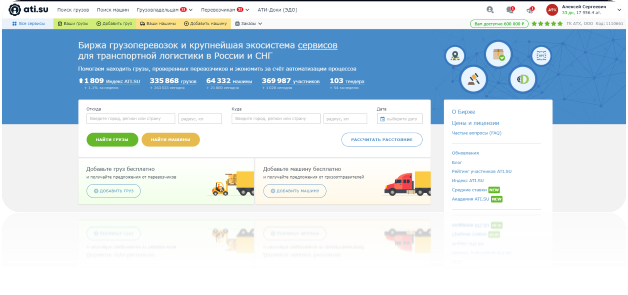 ati.su Поиск грузов Поиск машин Грузовладельцам Перевозчикам АТИ-Доки (ЭДО) Алексей Сергеевич
Все сервисы Ваши грузы Добавить груз Ваши машины Добавить машину Заказы Вам доступно 600 000 ₽
Биржа грузоперевозок и крупнейшая экосистема сервисов
для транспортной логистики в России и СНГ
Помогаем находить грузы, проверенных перевозчиков и экономить за счёт автоматизации процессов
1 809 Индекс ATI.SU 335 868 грузов 64 332 машины 369 987 участников 103 тендера
Откуда Куда Дата
Введите город, регион или страну радиус, км Введите город, регион или страну радиус, км выберите дату
НАЙТИ ГРУЗЫ НАЙТИ МАШИНЫ РАССЧИТАТЬ РАССТОЯНИЕ
Добавьте груз бесплатно
и получайте предложения от перевозчиков
ДОБАВИТЬ ГРУЗ
Добавьте машину бесплатно
и получайте предложения от грузоотправителей
ДОБАВИТЬ МАШИНУ
О Бирже
Цены и лицензии
Частые вопросы (FAQ)
Обновления
Блог
Рейтинг участников ATI.SU
Индекс ATI.SU
Средние ставки NEW
Академия ATI.SU NEW